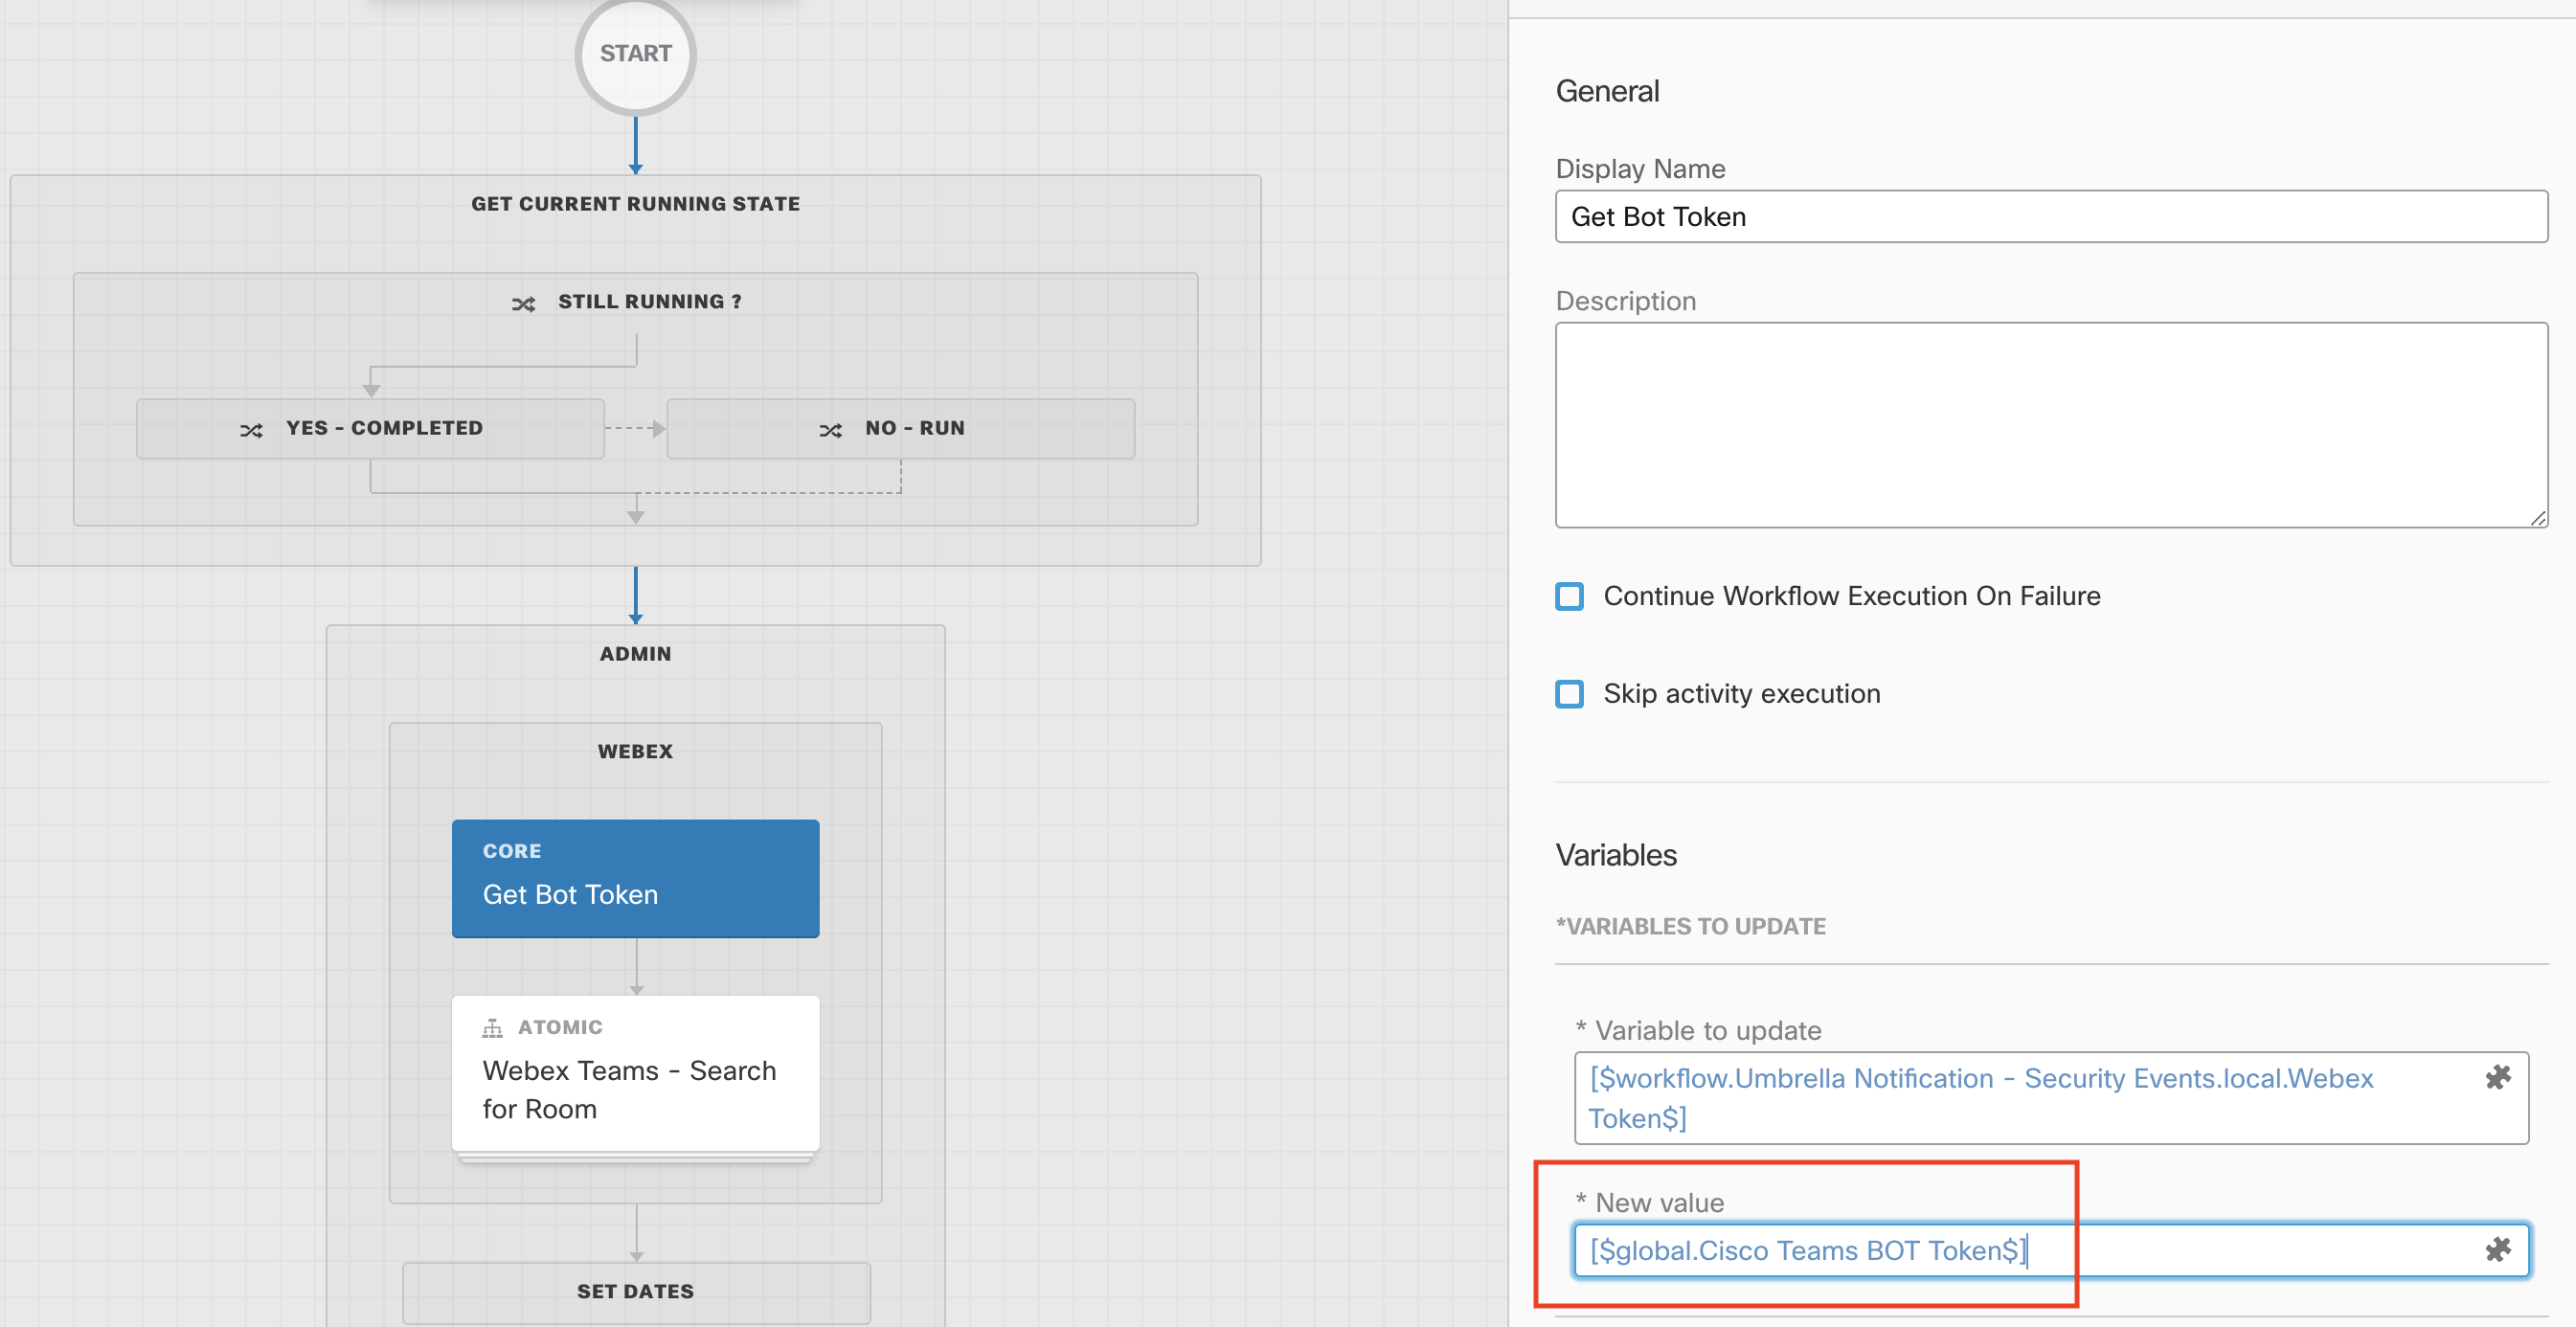 START
GET CURRENT RUNNING STATE
STILL RUNNING ?
YES - COMPLETED
NO - RUN
ADMIN
WEBEX
CORE
Get Bot Token
ATOMIC
Webex Teams - Search
for Room
SET DATES
General
Display Name
Get Bot Token
Description
Continue Workflow Execution On Failure
Skip activity execution
Variables
*VARIABLES TO UPDATE
* Variable to update
[$workflow.Umbrella Notification - Security Events.local.Webex
Token$]
* New value
[$global.Cisco Teams BOT Token$]